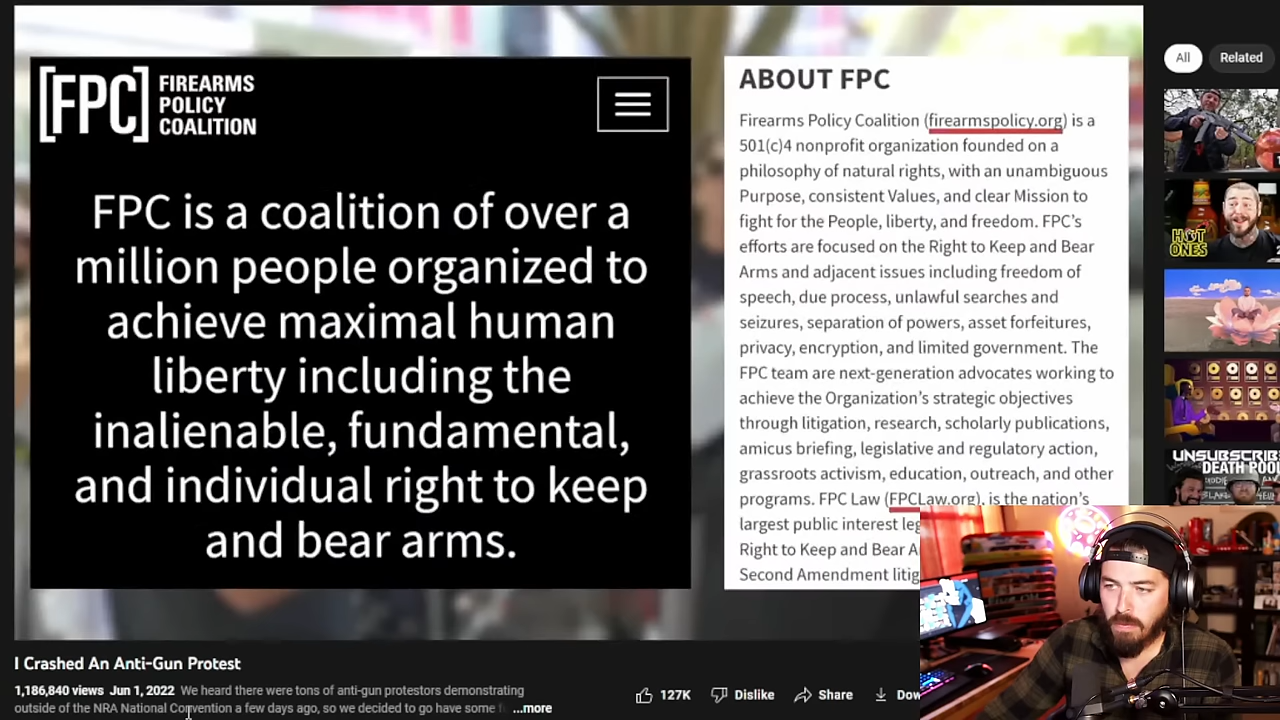 [FPC] FIREARMS
POLICY
COALITION
FPC is a coalition of over a
million people organized to
achieve maximal human
liberty including the
inalienable, fundamental,
and individual right to keep
and bear arms.
ABOUT FPC
Firearms Policy Coalition (firearmspolicy.org) is a
501(c)4 nonprofit organization founded on a
philosophy of natural rights, with an unambiguous
Purpose, consistent Values, and clear Mission to
fight for the People, liberty, and freedom. FPC's
efforts are focused on the Right to Keep and Bear
Arms and adjacent issues including freedom of
speech, due process, unlawful searches and
seizures, separation of powers, asset forfeitures,
privacy, encryption, and limited government. The
FPC team are next-generation advocates working to
achieve the Organization's strategic objectives
through litigation, research, scholarly publications,
amicus briefing, legislative and regulatory action,
grassroots activism, education, outreach, and other
programs. FPC Law (FPCLaw.org), is the nation's
largest public interest leg
Right to Keep and Bear A
Second Amendment litig
All Related
HOT
ONES
UNSUBSCRIB
DEATH POO
I Crashed An Anti-Gun Protest
1,186,840 views Jun 1, 2022 We heard there were tons of anti-gun protestors demonstrating
outside of the NRA National Convention a few days ago, so we decided to go have some f ...more
127K Dislike Share Dow